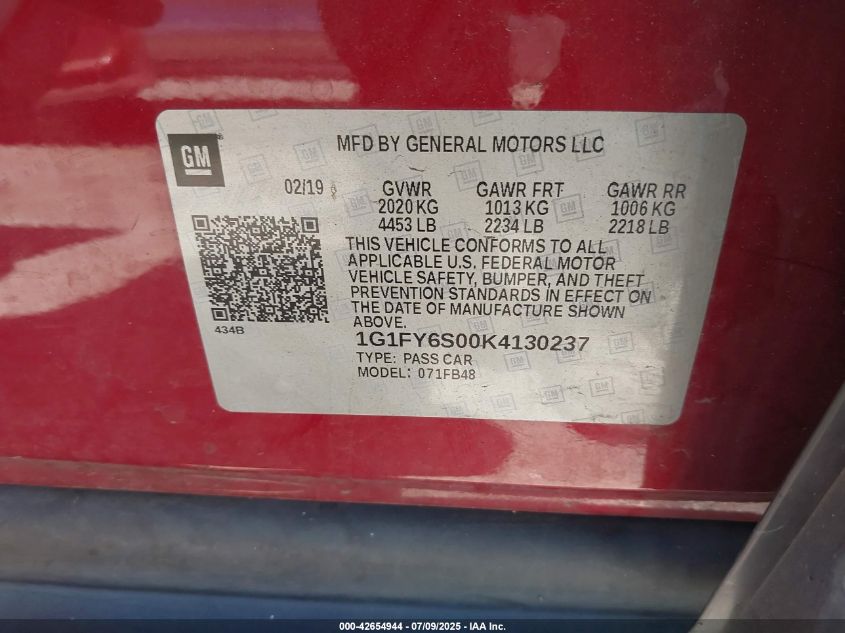 GM
MFD BY GENERAL MOTORS LLC
02/19 GVWR GAWR FRT GAWR RR
2020 KG 1013 KG 1006 KG
4453 LB 2234 LB 2218 LB
THIS VEHICLE CONFORMS TO ALL
APPLICABLE U.S. FEDERAL MOTOR
VEHICLE SAFETY, BUMPER, AND THEFT
PREVENTION STANDARDS IN EFFECT ON
THE DATE OF MANUFACTURE SHOWN
ABOVE.
434B
1G1FY6S00K4130237
TYPE: PASS CAR
MODEL: 071FB48
000-42654944 / 07/09/2025 - IAA Inc.